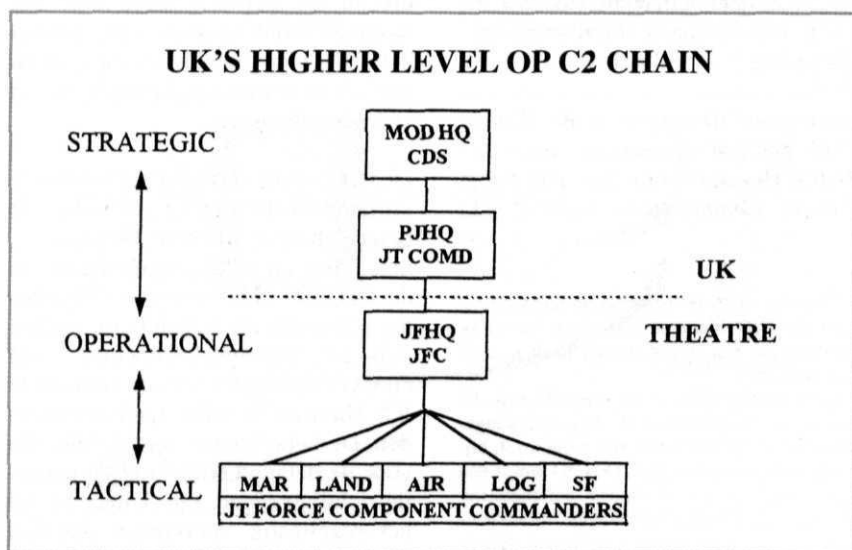 UK'S HIGHER LEVEL OP C2 CHAIN
STRATEGIC
MOD HQ
CDS
PJHQ
JT COMD
UK
OPERATIONAL
JFHQ
JFC
THEATRE
TACTICAL
MAR LAND AIR LOG SF
JT FORCE COMPONENT COMMANDERS